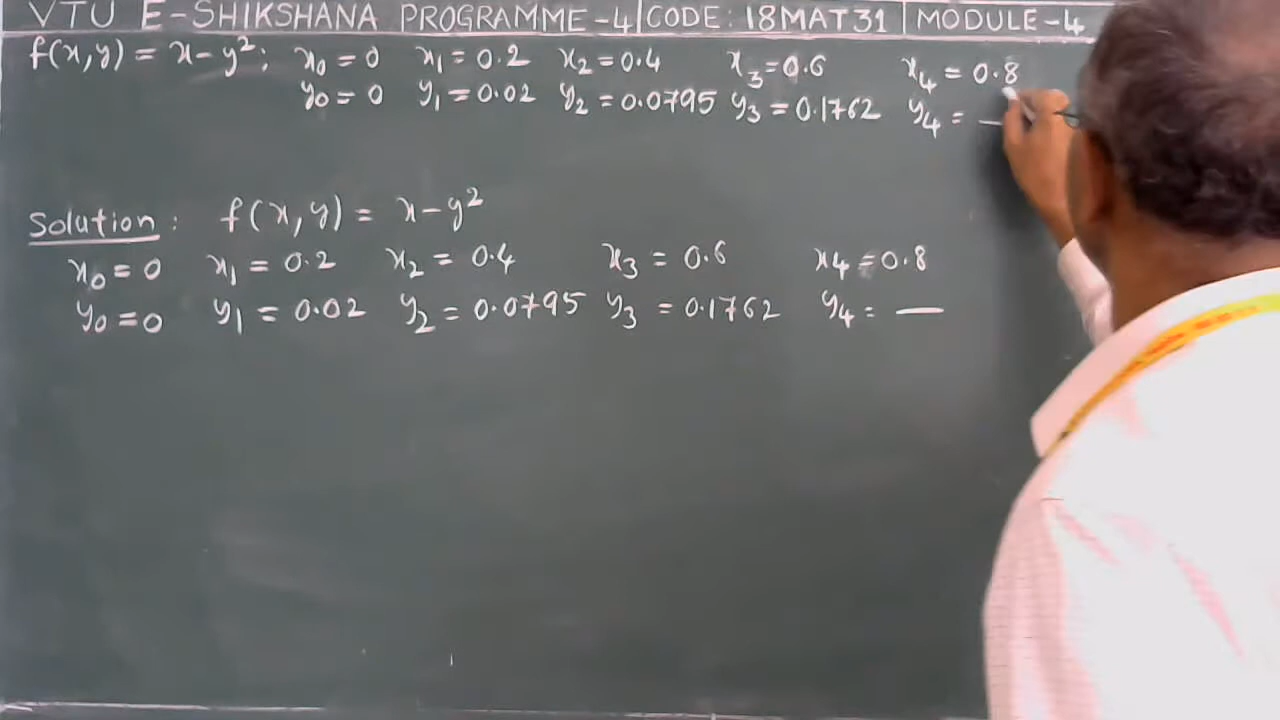 VTU E-SHIKSHANA PROGRAMME-4 | CODE: 18MAT31 | MODULE-4
f(x,y) = x-y²; x₀ = 0 x₁ = 0.2 x₂ = 0.4 x₃ = 0.6 x₄ = 0.8
y₀ = 0 y₁ = 0.02 y₂ = 0.0795 y₃ = 0.1762 y₄ = —
Solution : f(x,y) = x-y²
x₀ = 0 x₁ = 0.2 x₂ = 0.4 x₃ = 0.6 x₄ = 0.8
y₀ = 0 y₁ = 0.02 y₂ = 0.0795 y₃ = 0.1762 y₄ = —